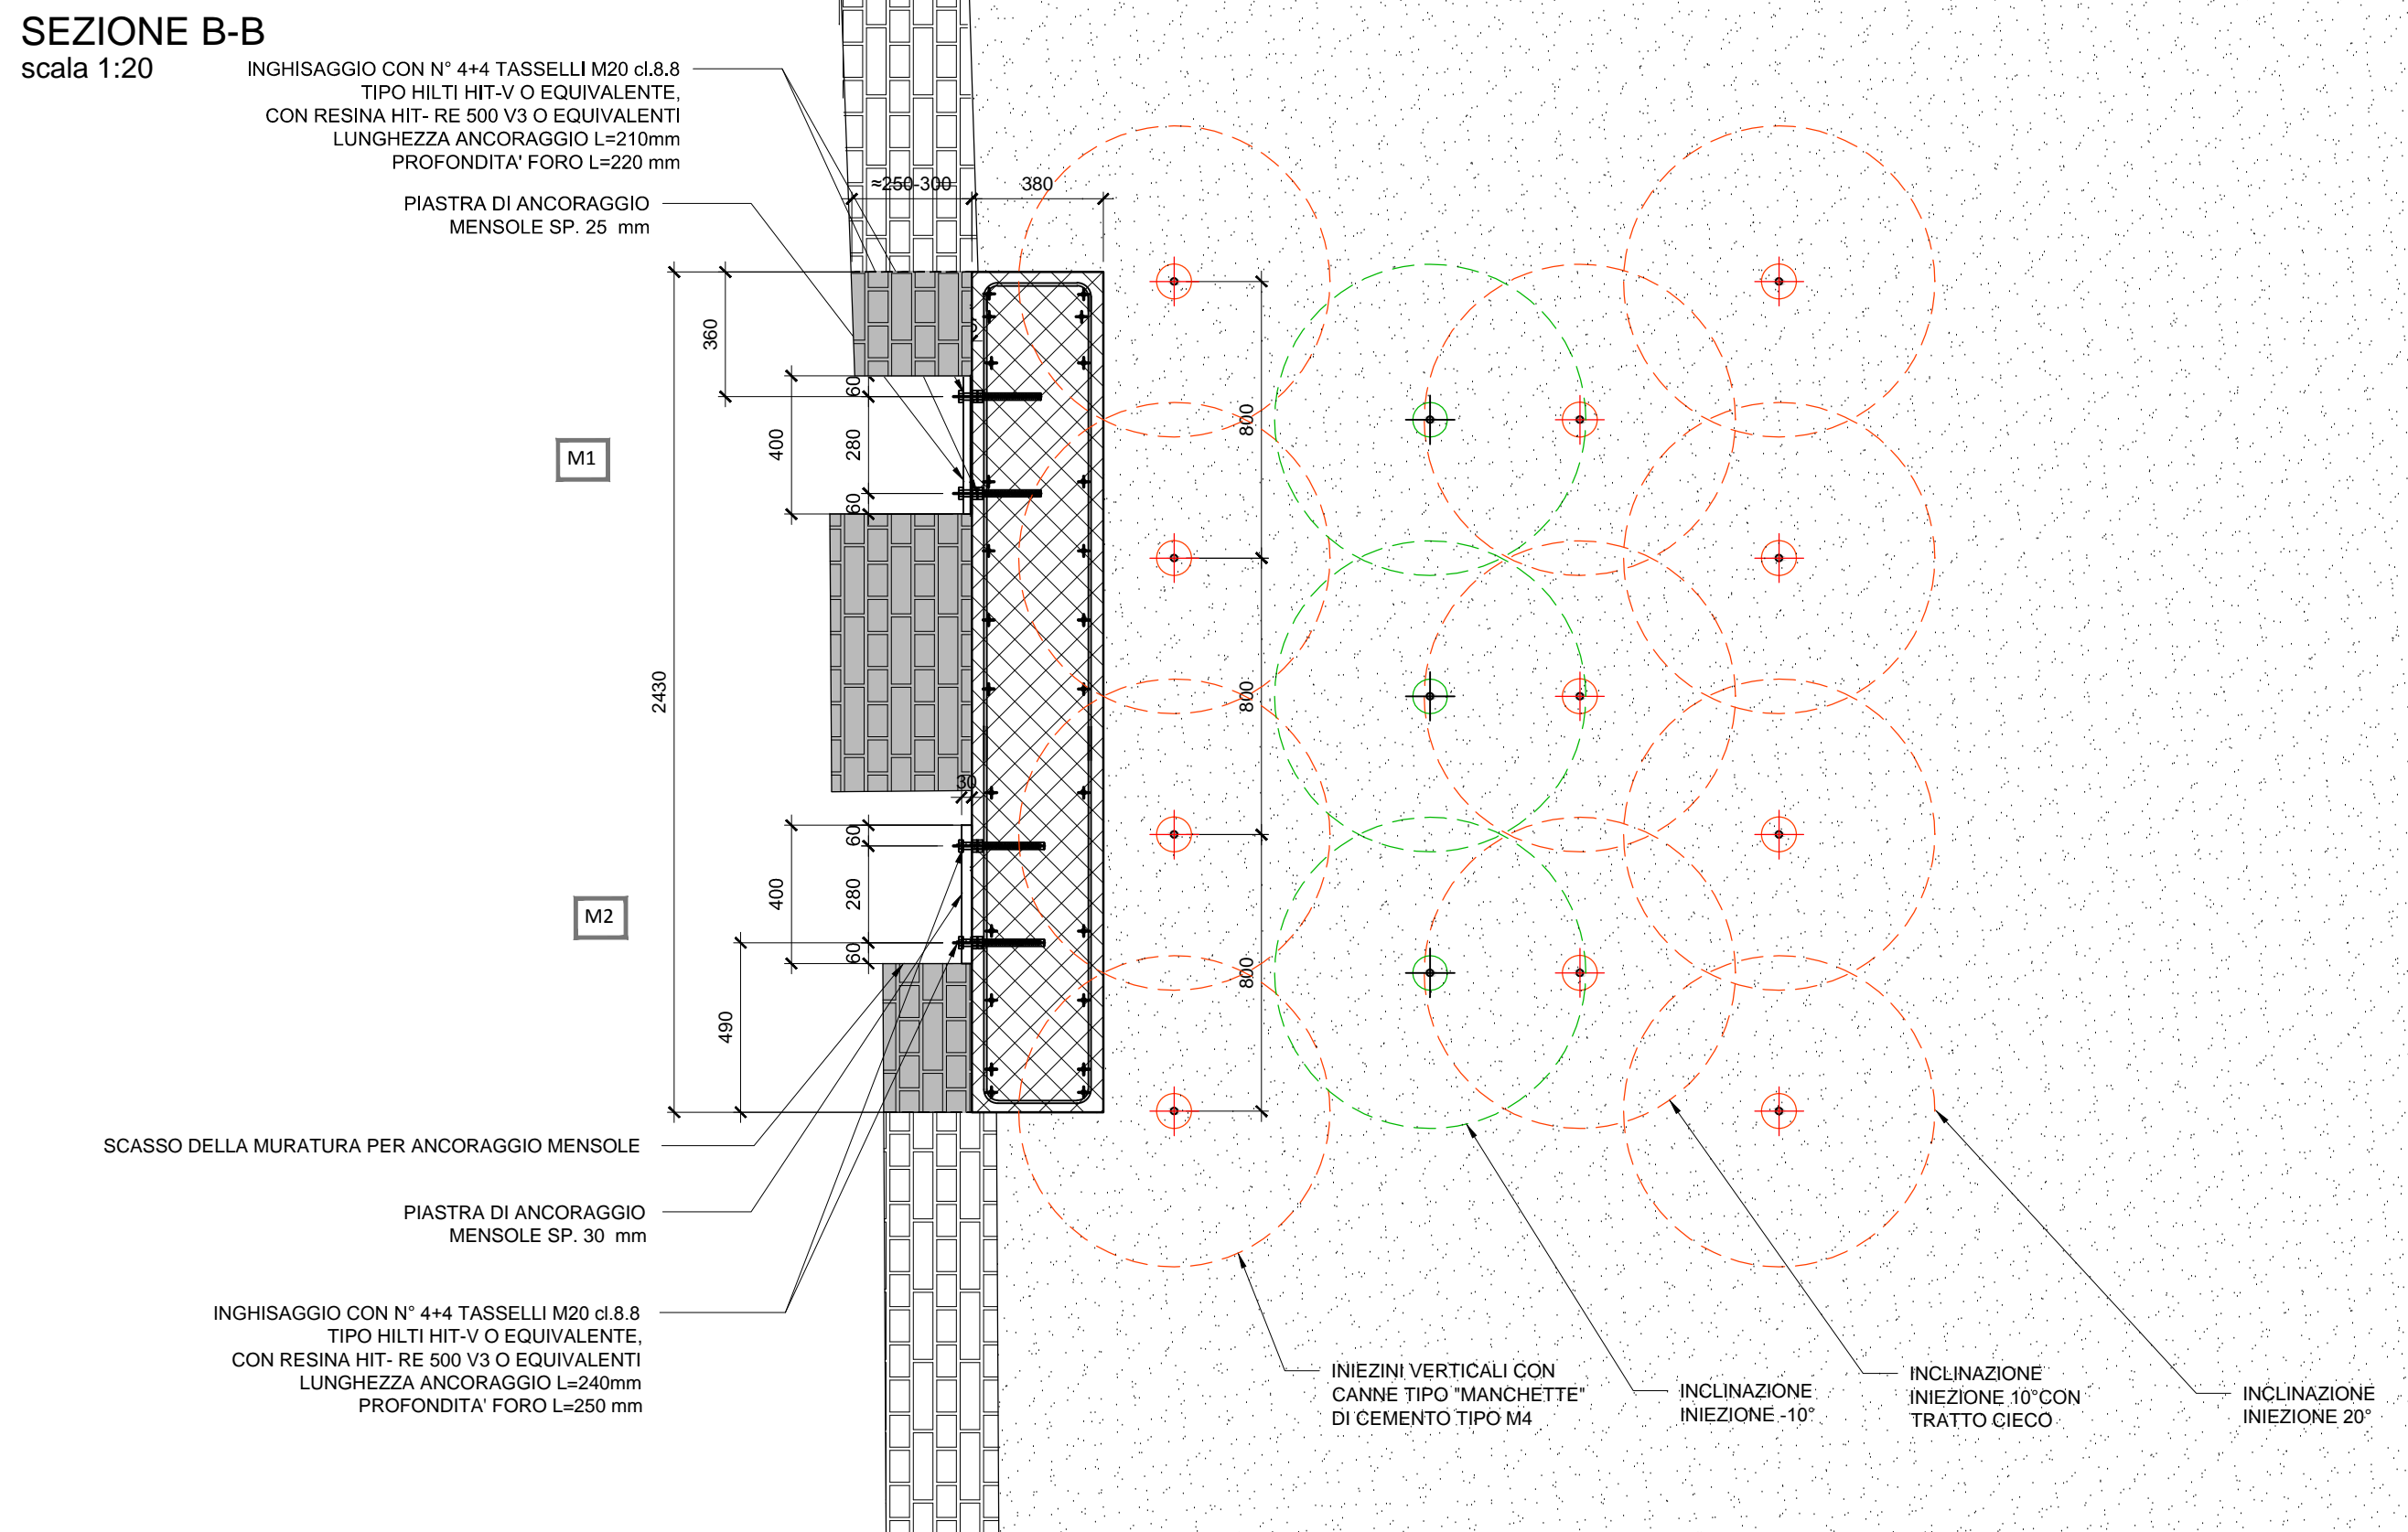 SEZIONE B-B
scala 1:20
INGHISAGGIO CON N° 4+4 TASSELLI M20 cl.8.8
TIPO HILTI HIT-V O EQUIVALENTE,
CON RESINA HIT- RE 500 V3 O EQUIVALENTI
LUNGHEZZA ANCORAGGIO L=210mm
PROFONDITA' FORO L=220 mm
PIASTRA DI ANCORAGGIO
MENSOLE SP. 25 mm
≈250-300
380
360
60
400
280
60
M1
800
800
800
2430
30
60
400
280
60
M2
490
SCASSO DELLA MURATURA PER ANCORAGGIO MENSOLE
PIASTRA DI ANCORAGGIO
MENSOLE SP. 30 mm
INGHISAGGIO CON N° 4+4 TASSELLI M20 cl.8.8
TIPO HILTI HIT-V O EQUIVALENTE,
CON RESINA HIT- RE 500 V3 O EQUIVALENTI
LUNGHEZZA ANCORAGGIO L=240mm
PROFONDITA' FORO L=250 mm
INIEZINI VERTICALI CON
CANNE TIPO "MANCHETTE"
DI CEMENTO TIPO M4
INCLINAZIONE
INIEZIONE -10°
INCLINAZIONE
INIEZIONE 10°CON
TRATTO CIECO
INCLINAZIONE
INIEZIONE 20°